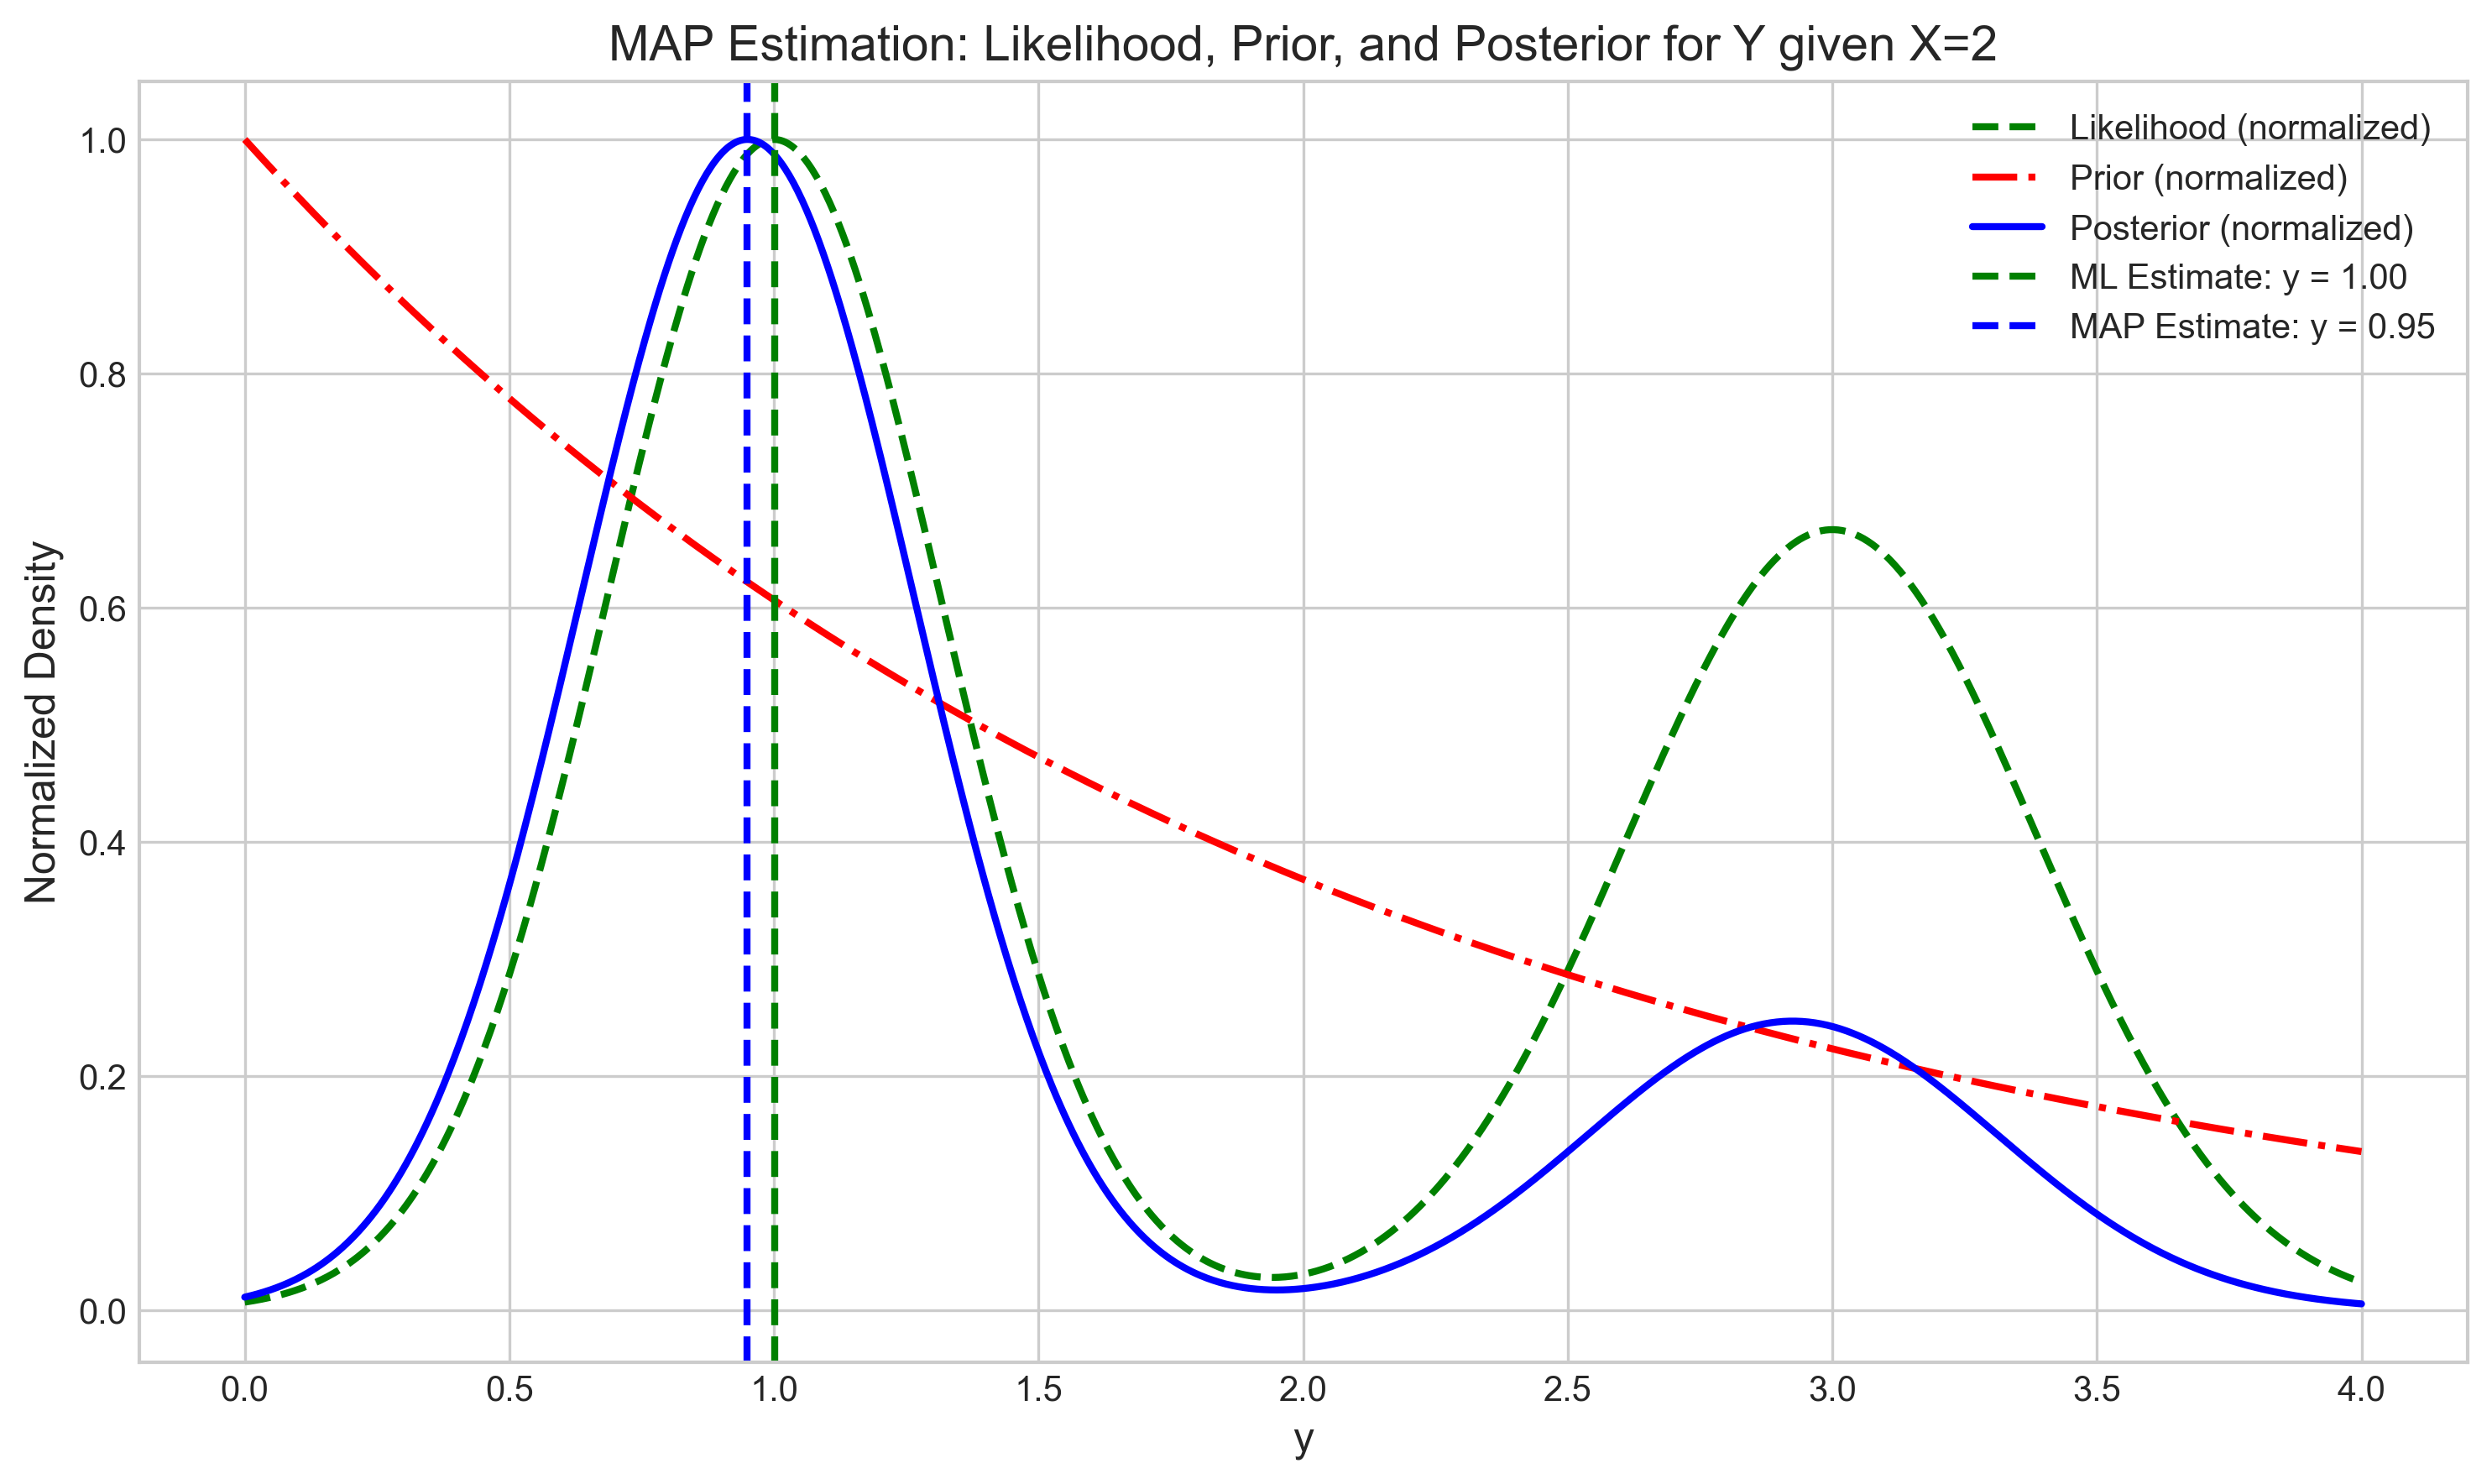 MAP Estimation: Likelihood, Prior, and Posterior for Y given X=2
Likelihood (normalized)
Prior (normalized)
Posterior (normalized)
ML Estimate: y = 1.00
MAP Estimate: y = 0.95
Normalized Density
1.0
0.8
0.6
0.4
0.2
0.0
0.0 0.5 1.0 1.5 2.0 2.5 3.0 3.5 4.0
y